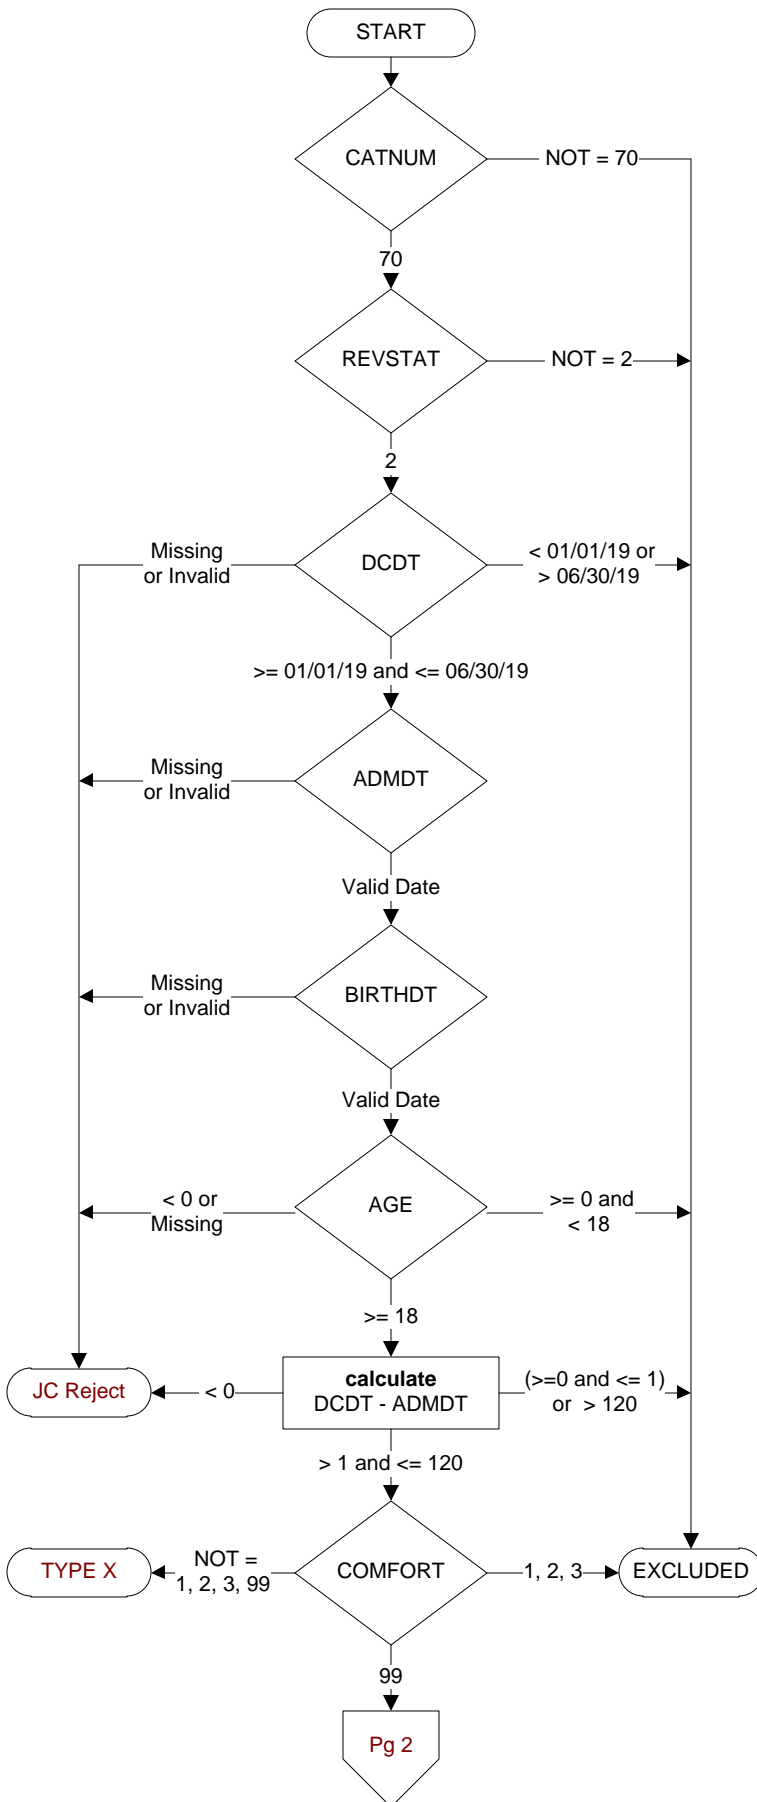 START
CATNUM
NOT = 70
70
REVSTAT
NOT = 2
2
Missing
or Invalid
DCDT
< 01/01/19 or
> 06/30/19
>= 01/01/19 and <= 06/30/19
Missing
or Invalid
ADMDT
Valid Date
Missing
or Invalid
BIRTHDT
Valid Date
< 0 or
Missing
AGE
>= 0 and
< 18
>= 18
JC Reject
< 0
calculate
DCDT - ADMDT
(>=0 and <= 1)
or > 120
> 1 and <= 120
TYPE X
NOT =
1, 2, 3, 99
COMFORT
1, 2, 3
EXCLUDED
99
Pg 2